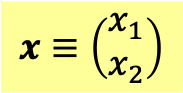 x ≡ (x₁
x₂)